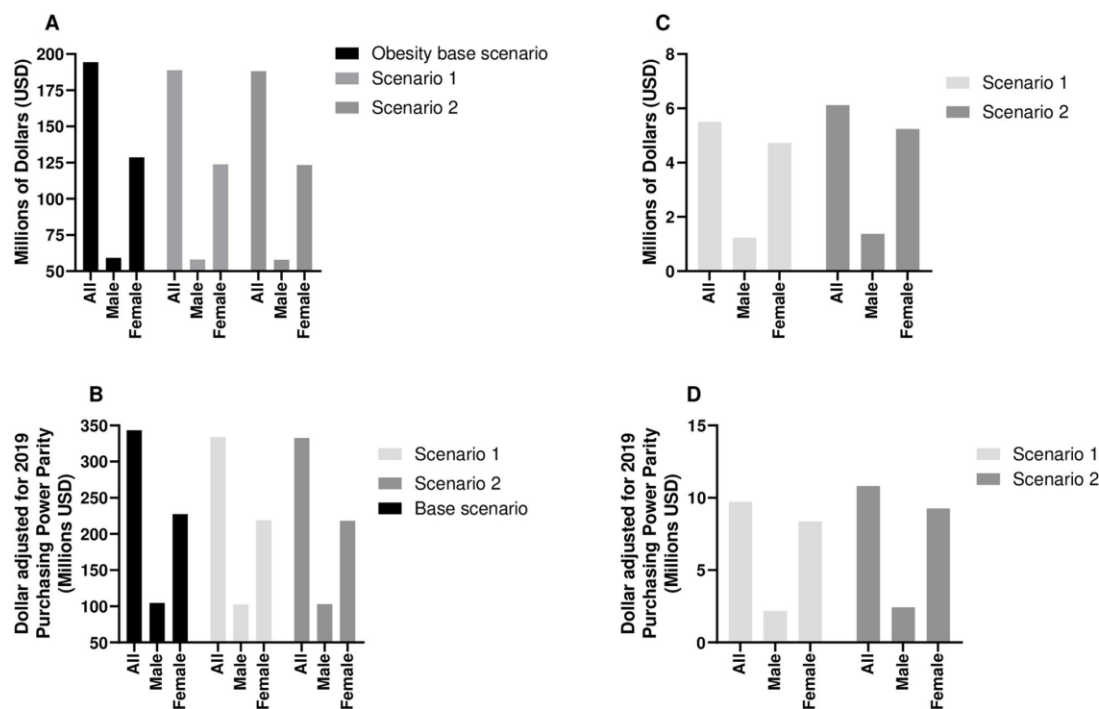 A
Millions of Dollars (USD)
200
175
150
125
100
75
50
All
Male
Female
All
Male
Female
All
Male
Female
Obesity base scenario
Scenario 1
Scenario 2
C
Millions of Dollars (USD)
8
6
4
2
0
All
Male
Female
All
Male
Female
Scenario 1
Scenario 2
B
Dollar adjusted for 2019
Purchasing Power Parity
(Millions USD)
350
300
250
200
150
100
50
All
Male
Female
All
Male
Female
All
Male
Female
Scenario 1
Scenario 2
Base scenario
D
Dollar adjusted for 2019
Purchasing Power Parity
(Millions USD)
15
10
5
0
All
Male
Female
All
Male
Female
Scenario 1
Scenario 2